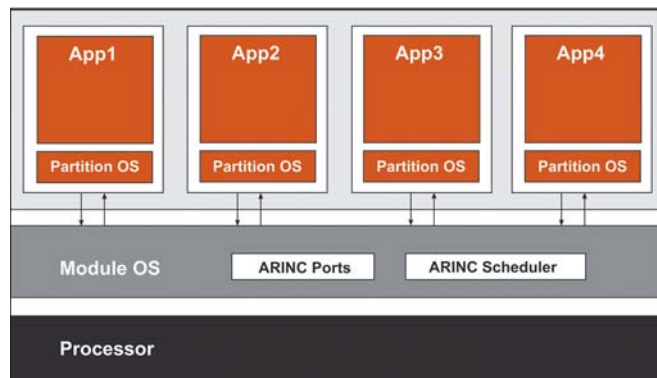 App1
App2
App3
App4
Partition OS
Partition OS
Partition OS
Partition OS
Module OS
ARINC Ports
ARINC Scheduler
Processor